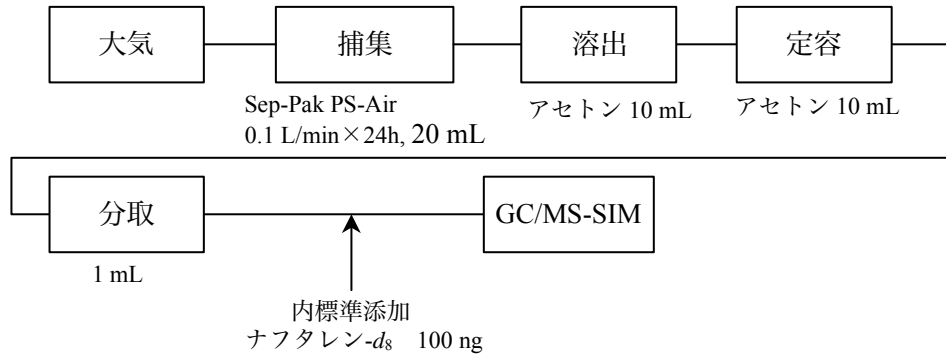 大気
捕集
溶出
定容
Sep-Pak PS-Air
0.1 L/min×24h, 20 mL
アセトン 10 mL
アセトン 10 mL
分取
GC/MS-SIM
1 mL
内標準添加
ナフタレン-d₈ 100 ng